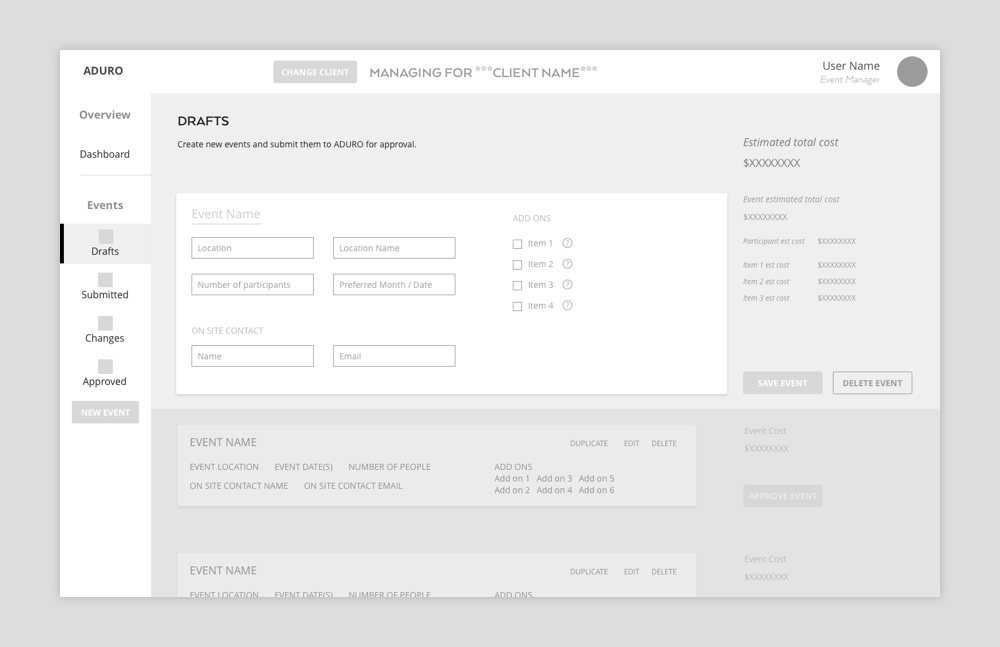 ADURO
CHANGE CLIENT
MANAGING FOR ***CLIENT NAME***
User Name
Event Manager
Overview
Dashboard
Events
Drafts
Submitted
Changes
Approved
NEW EVENT
DRAFTS
Create new events and submit them to ADURO for approval.
Event Name
Location
Location Name
Number of participants
Preferred Month / Date
ON SITE CONTACT
Name
Email
ADD ONS
Item 1 ?
Item 2 ?
Item 3 ?
Item 4 ?
Estimated total cost
$XXXXXXXX
Event estimated total cost
$XXXXXXXX
Participant est cost $XXXXXXXX
Item 1 est cost $XXXXXXXX
Item 2 est cost $XXXXXXXX
Item 3 est cost $XXXXXXXX
SAVE EVENT
DELETE EVENT
EVENT NAME
DUPLICATE EDIT DELETE
EVENT LOCATION EVENT DATE(S) NUMBER OF PEOPLE
ON SITE CONTACT NAME ON SITE CONTACT EMAIL
ADD ONS
Add on 1 Add on 3 Add on 5
Add on 2 Add on 4 Add on 6
Event Cost
$XXXXXXXX
APPROVE EVENT
EVENT NAME
DUPLICATE EDIT DELETE
EVENT LOCATION EVENT DATE(S) NUMBER OF PEOPLE
ADD ONS
Event Cost
$XXXXXXXX